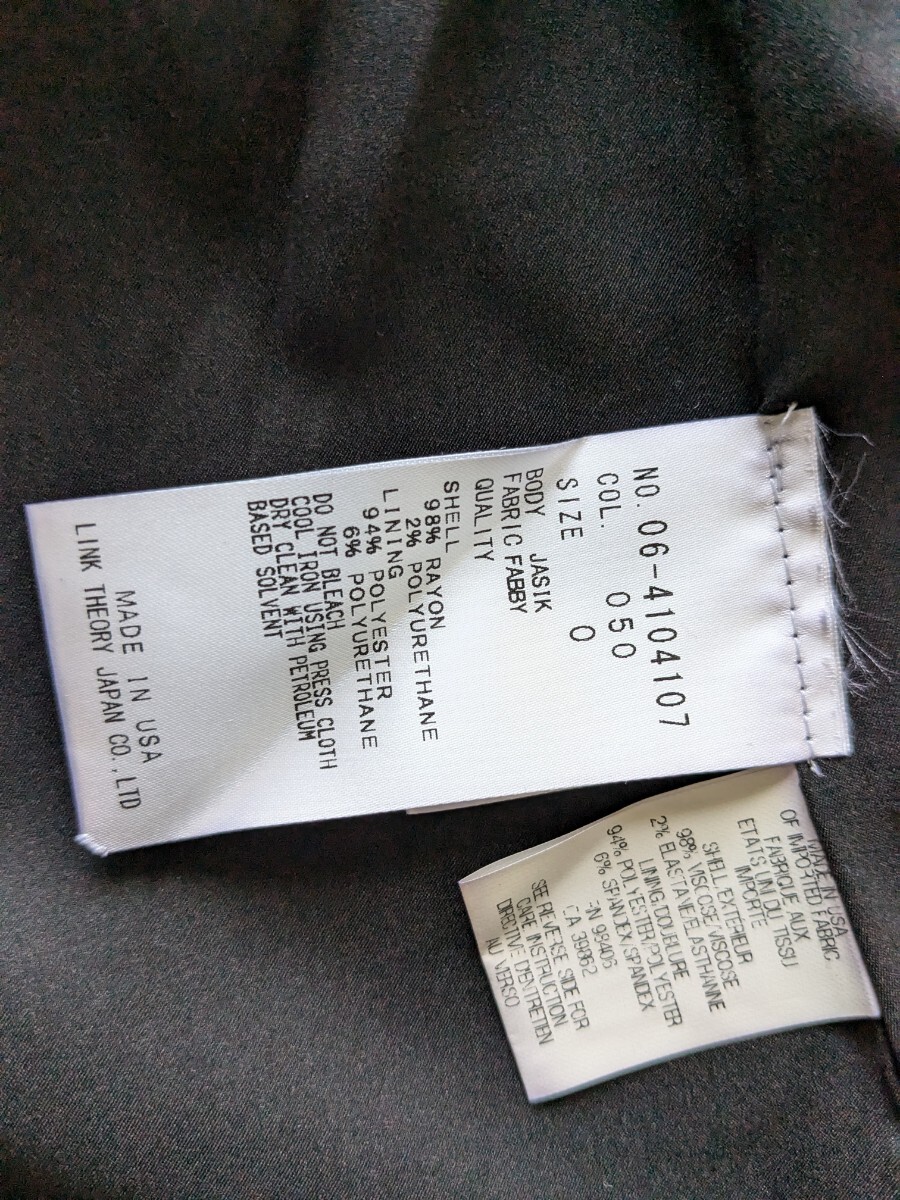 NO. 06-4104107
COL. 050
SIZE 0
BODY JASIK
FABRIC FABBY
QUALITY
SHELL
98% RAYON
2% POLYURETHANE
LINING
94% POLYESTER
6% POLYURETHANE
DO NOT BLEACH
COOL IRON USING PRESS CLOTH
DRY CLEAN WITH PETROLEUM
BASED SOLVENT
MADE IN USA
LINK THEORY JAPAN CO.,LTD
MADE IN USA
OF IMPORTED FABRIC
FABRIQUE AUX
ETATS UNI DU TISSU
IMPORTE
SHELL/EXTERIEUR
98% VISCOSE/VISCOSE
2% ELASTANE/ELASTHANNE
LINING/DOUBLURE
94% POLYESTER/POLYESTER
6% SPANDEX/SPANDEX
CA 39062
SEE REVERSE SIDE FOR
CARE INSTRUCTION
DIRECTIVE D'ENTRETIEN
AU VERSO